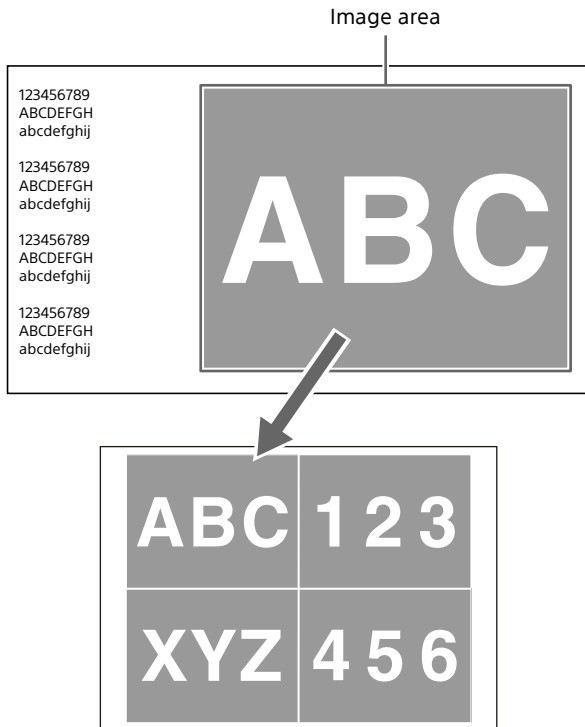 Image area
123456789
ABCDEFGH
abcdefghij
123456789
ABCDEFGH
abcdefghij
123456789
ABCDEFGH
abcdefghij
123456789
ABCDEFGH
abcdefghij
ABC
ABC 123
XYZ 456